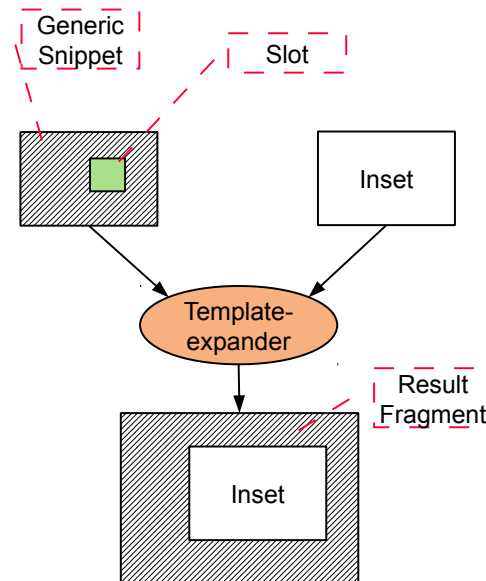 Generic
Snippet
Slot
Inset
Template-
expander
Result
Fragment
Inset